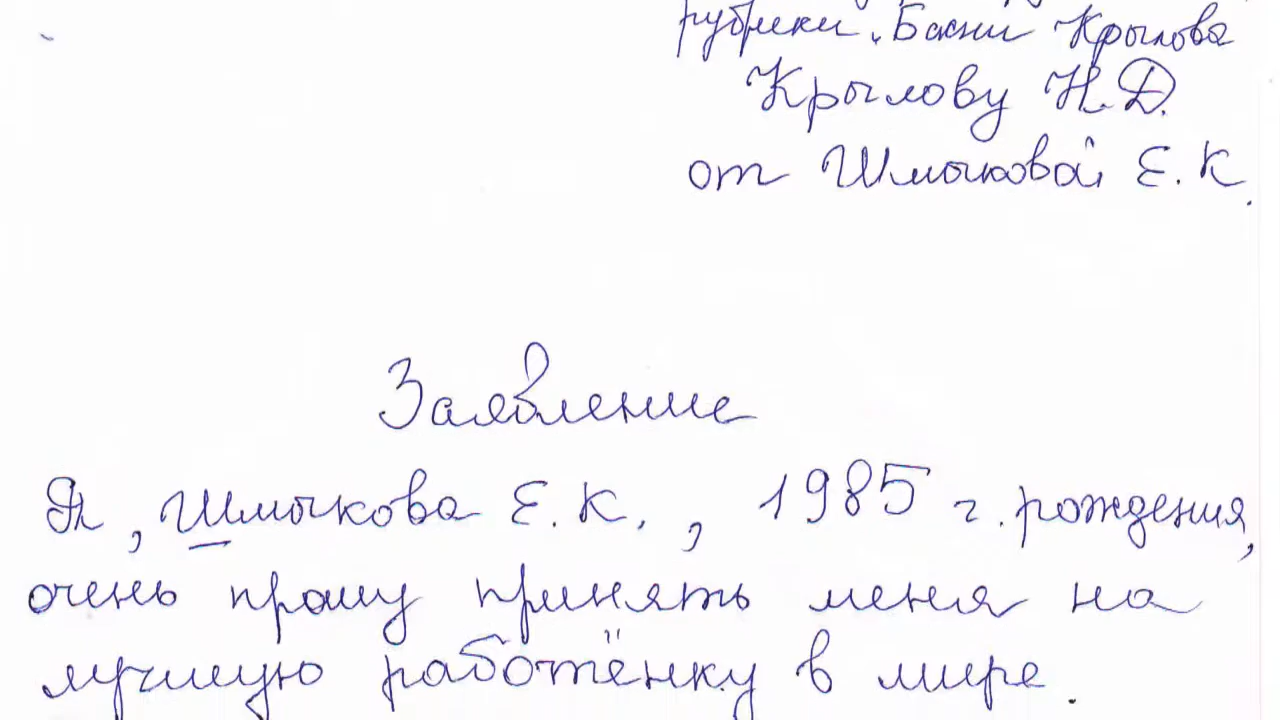 рубрики „Басни Крылова
Крылову Н.Д.
от Шмыковой Е.К.
Заявление
Я, Шмыкова Е.К., 1985 г. рождения,
очень прошу принять меня на
лучшую работёнку в мире.